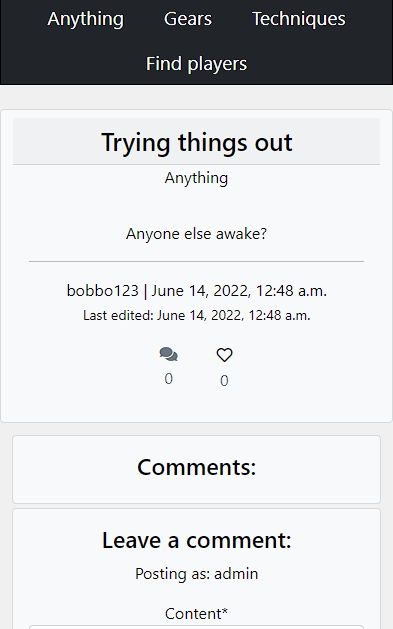 Anything Gears Techniques
Find players
Trying things out
Anything
Anyone else awake?
bobbo123 | June 14, 2022, 12:48 a.m.
Last edited: June 14, 2022, 12:48 a.m.
0 0
Comments:
Leave a comment:
Posting as: admin
Content*